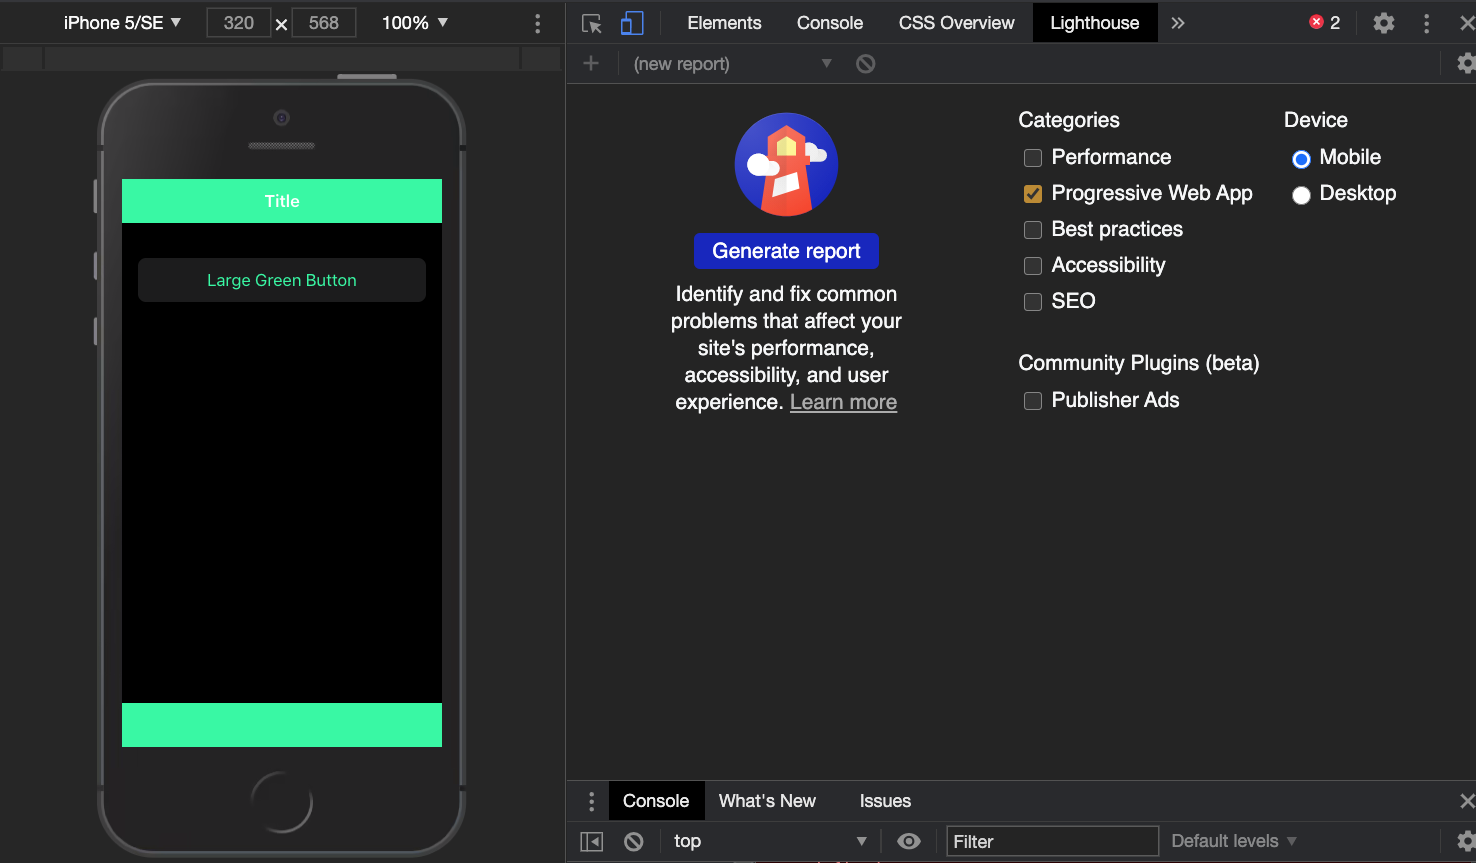 iPhone 5/SE ▼ 320 × 568 100% ▼
Elements Console CSS Overview Lighthouse » 2
(new report)
Title
Large Green Button
Generate report
Identify and fix common
problems that affect your
site's performance,
accessibility, and user
experience. Learn more
Categories
Performance
Progressive Web App
Best practices
Accessibility
SEO
Community Plugins (beta)
Publisher Ads
Device
Mobile
Desktop
Console What's New Issues
top Filter Default levels